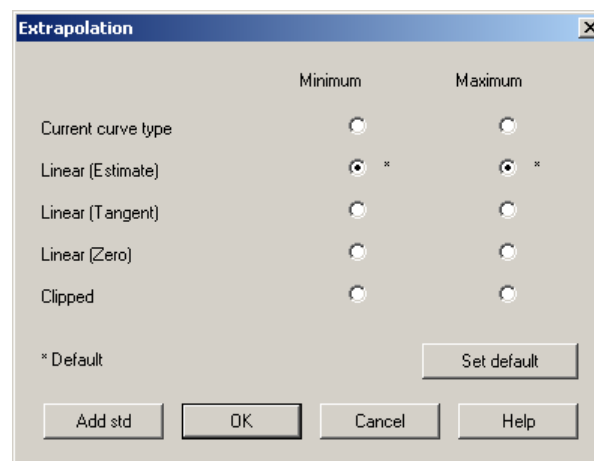 Extrapolation
Minimum Maximum
Current curve type
Linear (Estimate) * *
Linear (Tangent)
Linear (Zero)
Clipped
* Default Set default
Add std OK Cancel Help